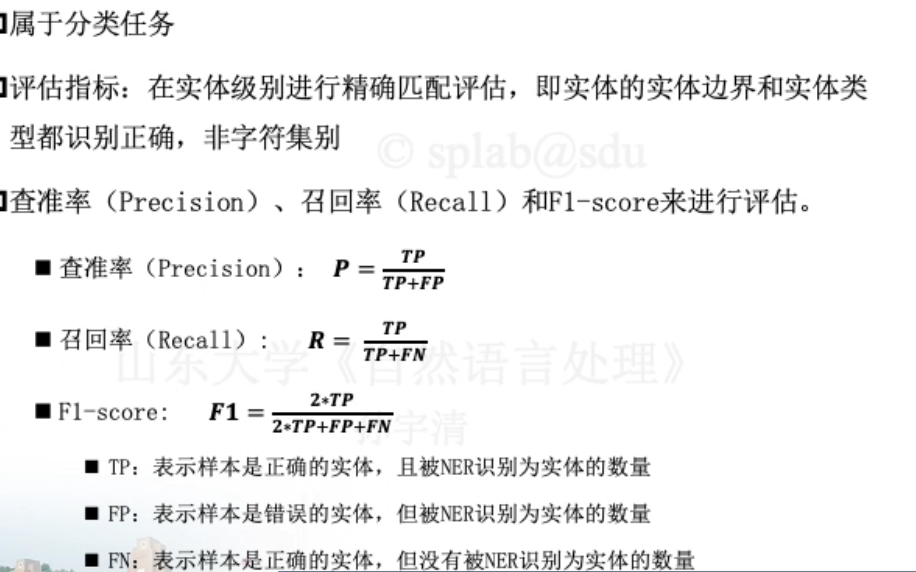 属于分类任务
评估指标：在实体级别进行精确匹配评估，即实体的实体边界和实体类
型都识别正确，非字符集别
© splab@sdu
查准率（Precision）、召回率（Recall）和F1-score来进行评估。
■ 查准率（Precision）： P = TP / TP+FP
■ 召回率（Recall）： R = TP / TP+FN
山东大学《自然语言处理》
■ F1-score: F1 = 2*TP / 2*TP+FP+FN
宇清
■ TP：表示样本是正确的实体，且被NER识别为实体的数量
■ FP：表示样本是错误的实体，但被NER识别为实体的数量
■ FN：表示样本是正确的实体，但没有被NER识别为实体的数量